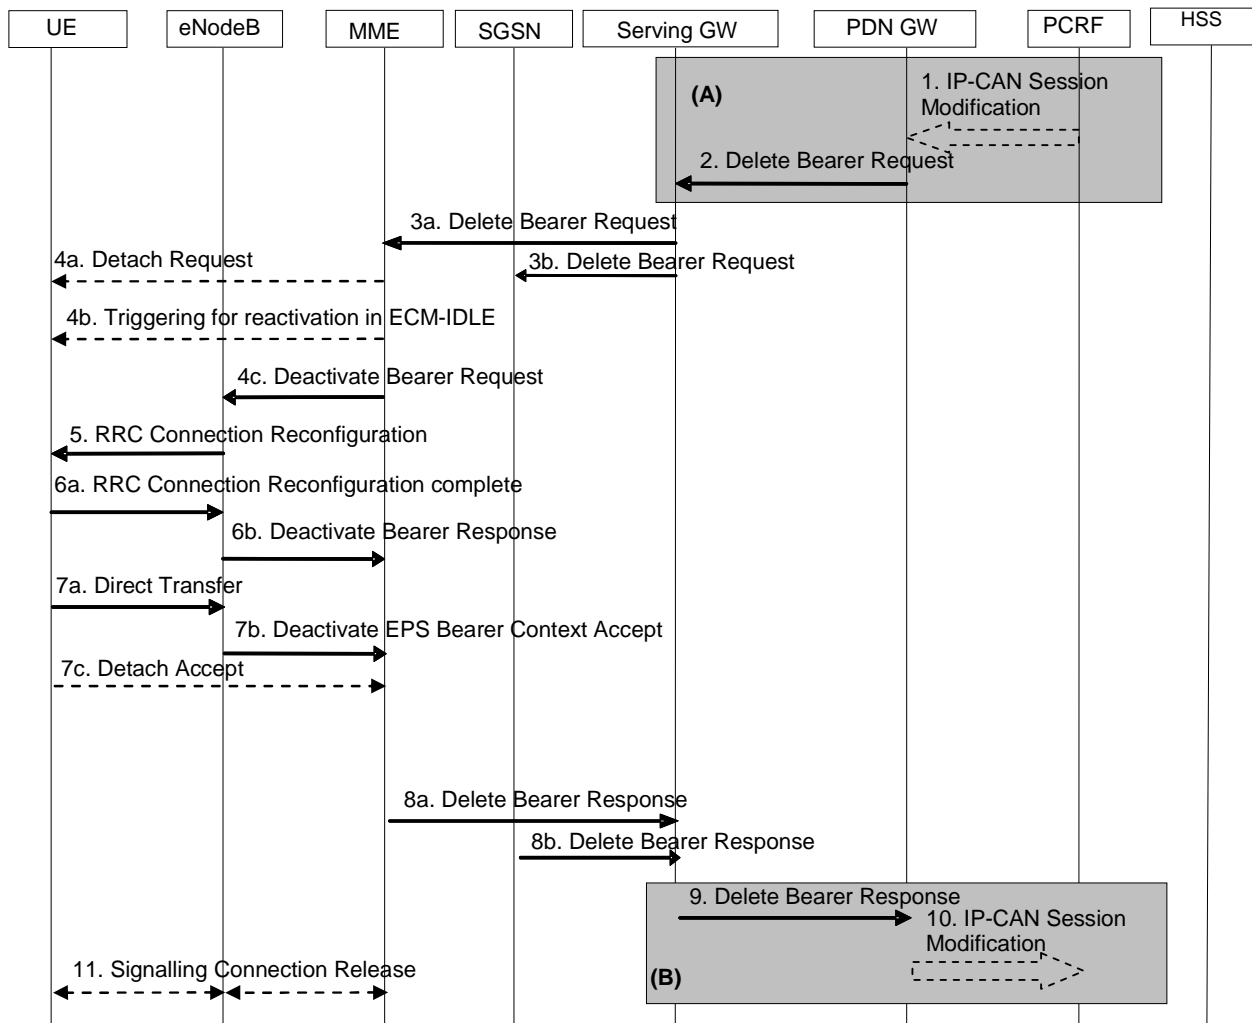 UE
eNodeB
MME
SGSN
Serving GW
PDN GW
PCRF
HSS
(A)
1. IP-CAN Session
Modification
2. Delete Bearer Request
3a. Delete Bearer Request
3b. Delete Bearer Request
4a. Detach Request
4b. Triggering for reactivation in ECM-IDLE
4c. Deactivate Bearer Request
5. RRC Connection Reconfiguration
6a. RRC Connection Reconfiguration complete
6b. Deactivate Bearer Response
7a. Direct Transfer
7b. Deactivate EPS Bearer Context Accept
7c. Detach Accept
8a. Delete Bearer Response
8b. Delete Bearer Response
9. Delete Bearer Response
10. IP-CAN Session
Modification
11. Signalling Connection Release
(B)